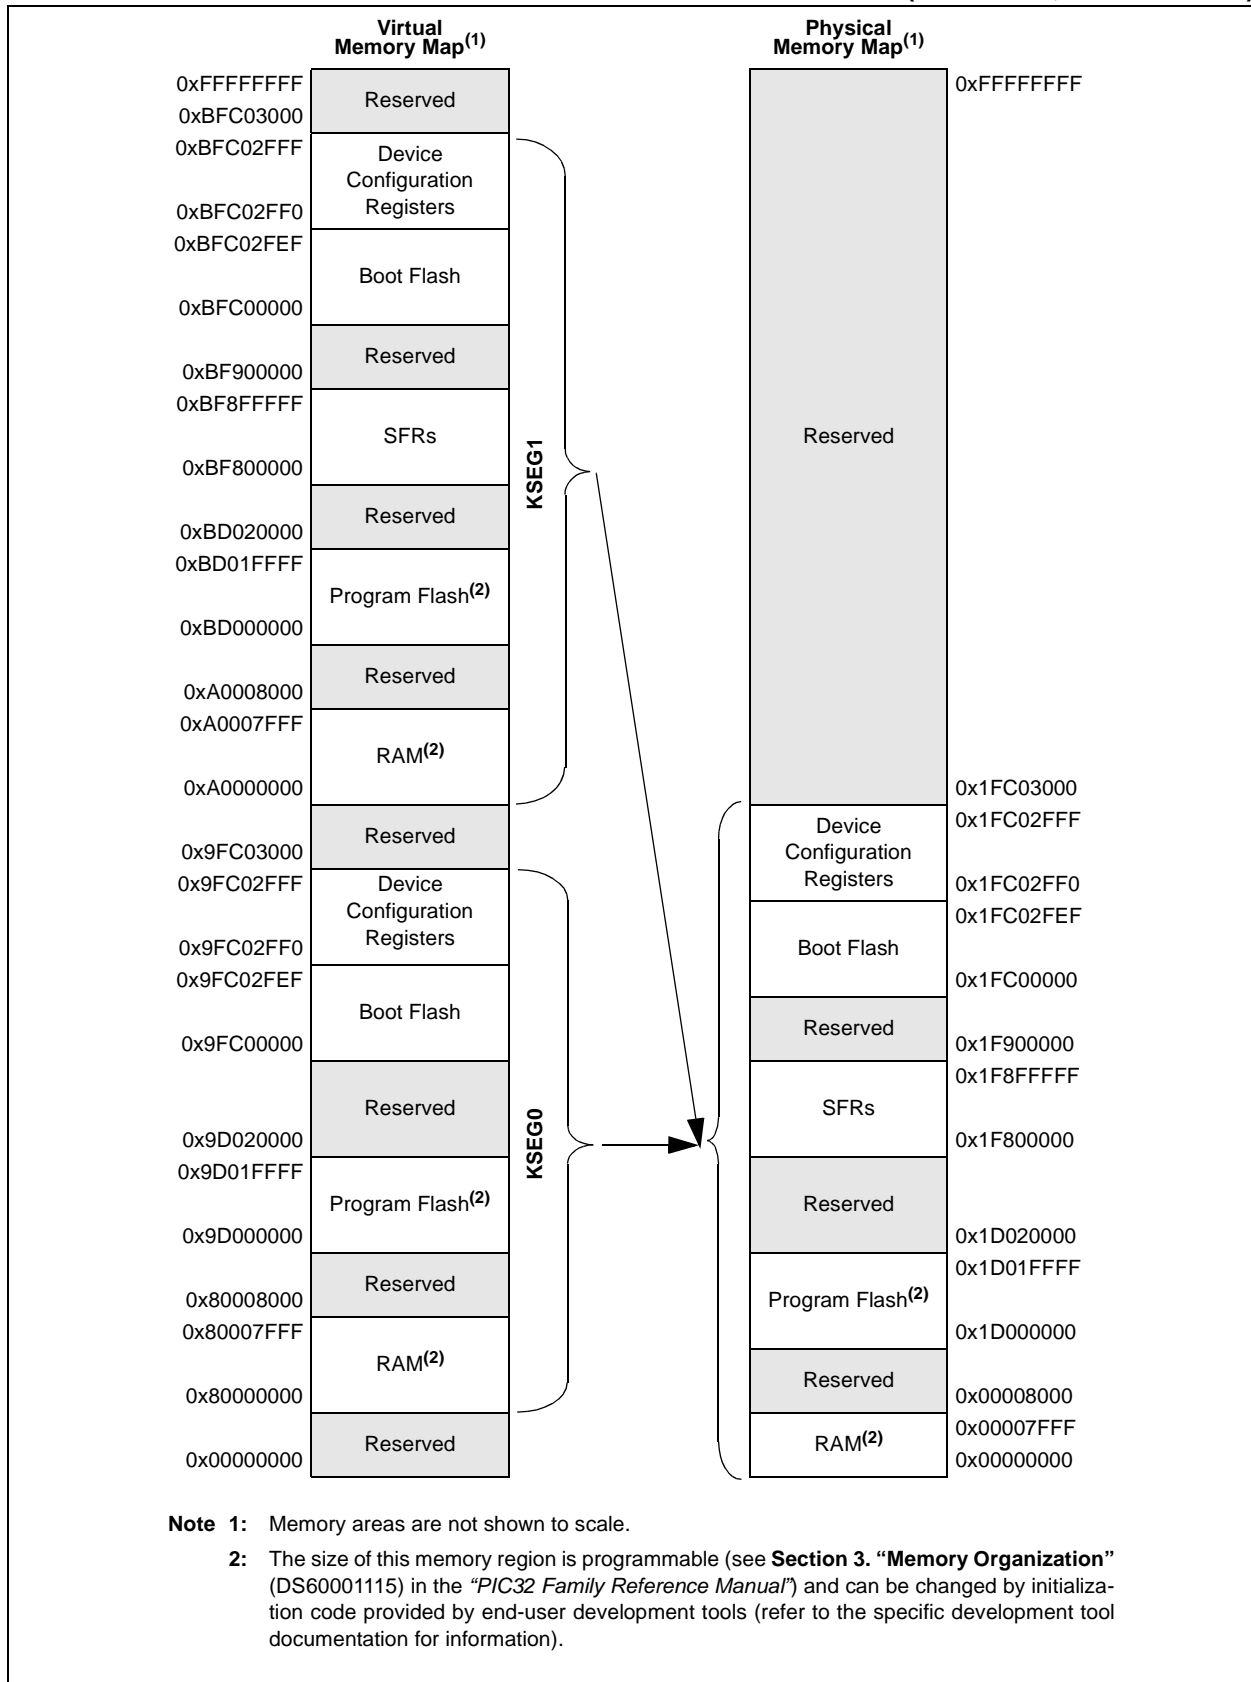 Virtual
Memory Map(1)
Physical
Memory Map(1)
0xFFFFFFFF
Reserved
0xBFC03000
0xBFC02FFF
Device
Configuration
Registers
0xBFC02FF0
0xBFC02FEF
Boot Flash
0xBFC00000
Reserved
0xBF900000
0xBF8FFFFF
SFRs
0xBF800000
Reserved
0xBD020000
0xBD01FFFF
Program Flash(2)
0xBD000000
Reserved
0xA0008000
0xA0007FFF
RAM(2)
0xA0000000
KSEG1
Reserved
0x9FC03000
0x9FC02FFF
Device
Configuration
Registers
0x9FC02FF0
0x9FC02FEF
Boot Flash
0x9FC00000
Reserved
0x9D020000
0x9D01FFFF
Program Flash(2)
0x9D000000
Reserved
0x80008000
0x80007FFF
RAM(2)
0x80000000
KSEG0
Reserved
0x00000000
0xFFFFFFFF
Reserved
0x1FC03000
0x1FC02FFF
Device
Configuration
Registers
0x1FC02FF0
0x1FC02FEF
Boot Flash
0x1FC00000
Reserved
0x1F900000
0x1F8FFFFF
SFRs
0x1F800000
Reserved
0x1D020000
0x1D01FFFF
Program Flash(2)
0x1D000000
Reserved
0x00008000
0x00007FFF
RAM(2)
0x00000000
Note 1: Memory areas are not shown to scale.
2: The size of this memory region is programmable (see Section 3. “Memory Organization”
(DS60001115) in the “PIC32 Family Reference Manual”) and can be changed by initializa-
tion code provided by end-user development tools (refer to the specific development tool
documentation for information).